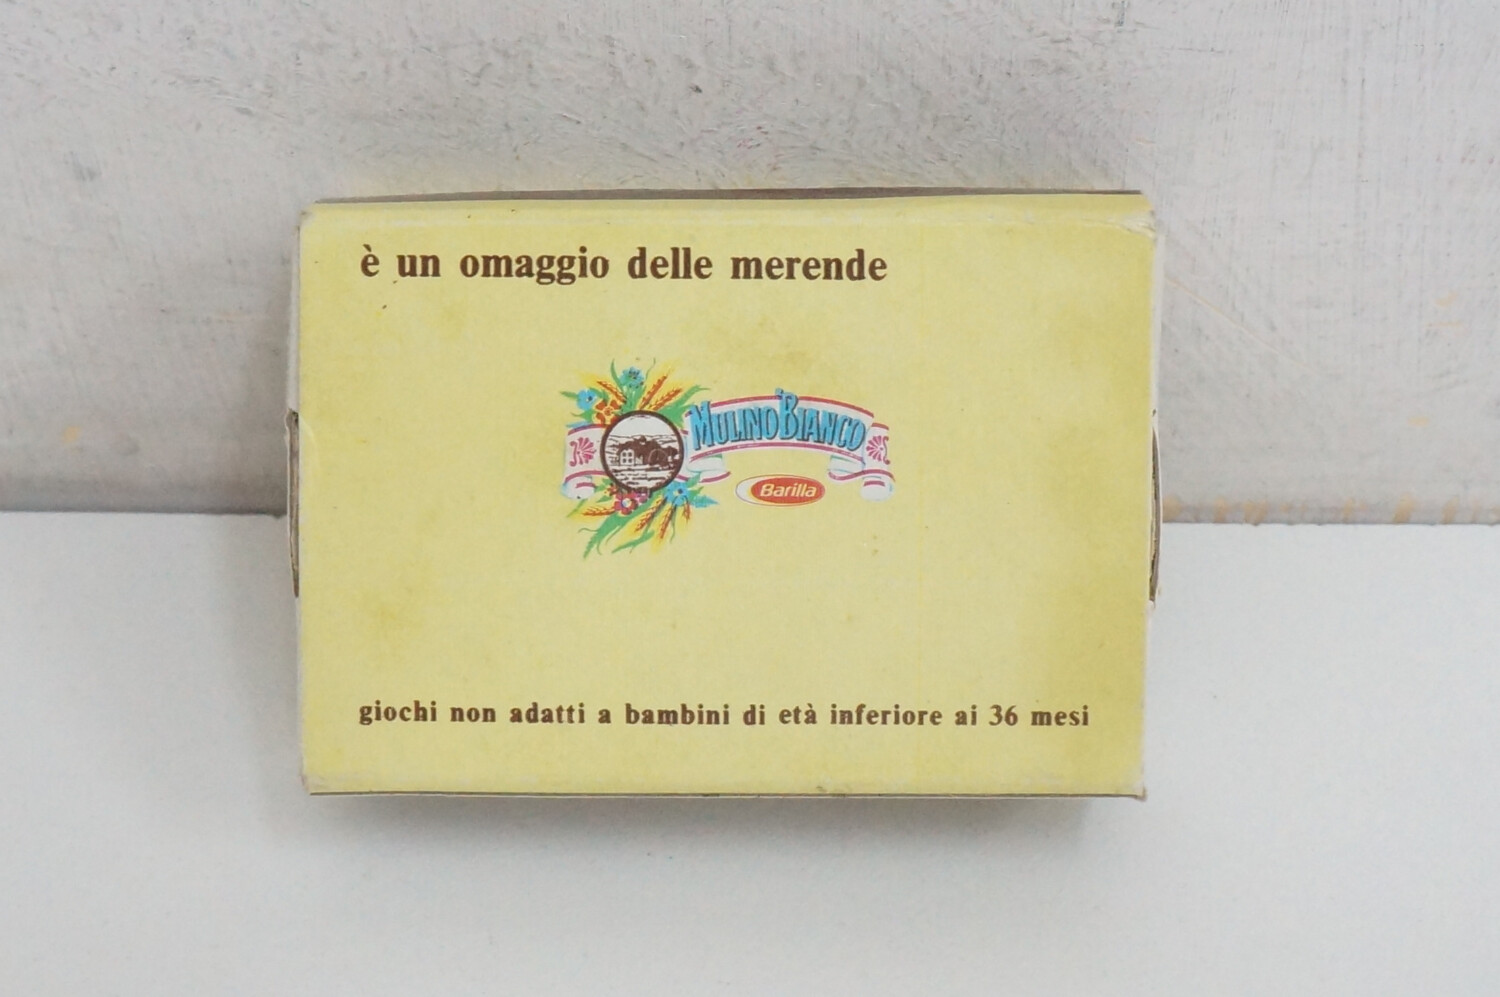 è un omaggio delle merende
MULINO BIANCO
Barilla
giochi non adatti a bambini di età inferiore ai 36 mesi